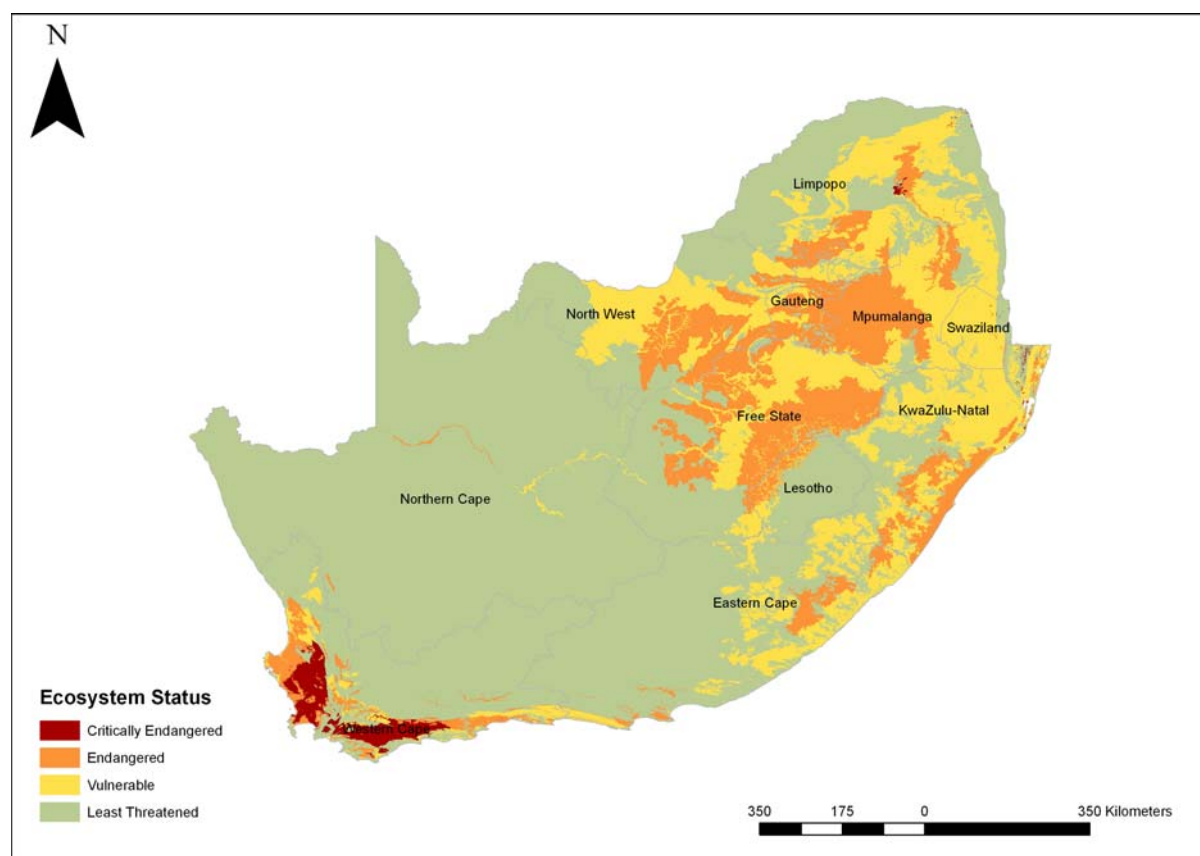 N
Limpopo
North West
Gauteng
Mpumalanga
Swaziland
Free State
KwaZulu-Natal
Lesotho
Northern Cape
Eastern Cape
Western Cape
Ecosystem Status
Critically Endangered
Endangered
Vulnerable
Least Threatened
350 175 0 350 Kilometers